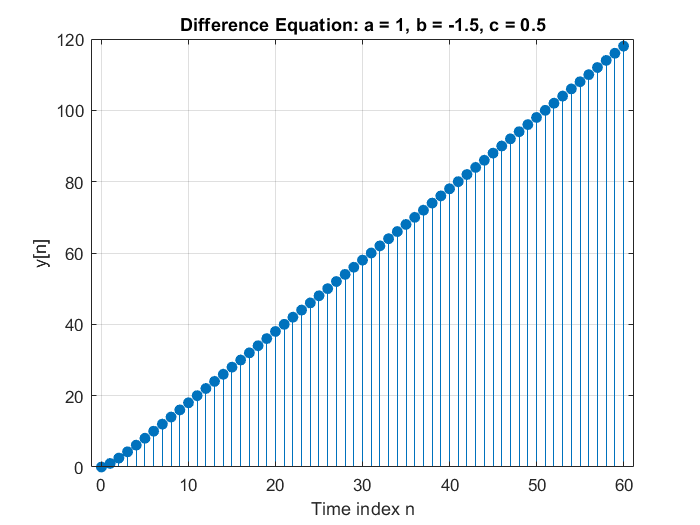 Difference Equation: a = 1, b = -1.5, c = 0.5
120
100
80
60
40
20
0
y[n]
0 10 20 30 40 50 60
Time index n